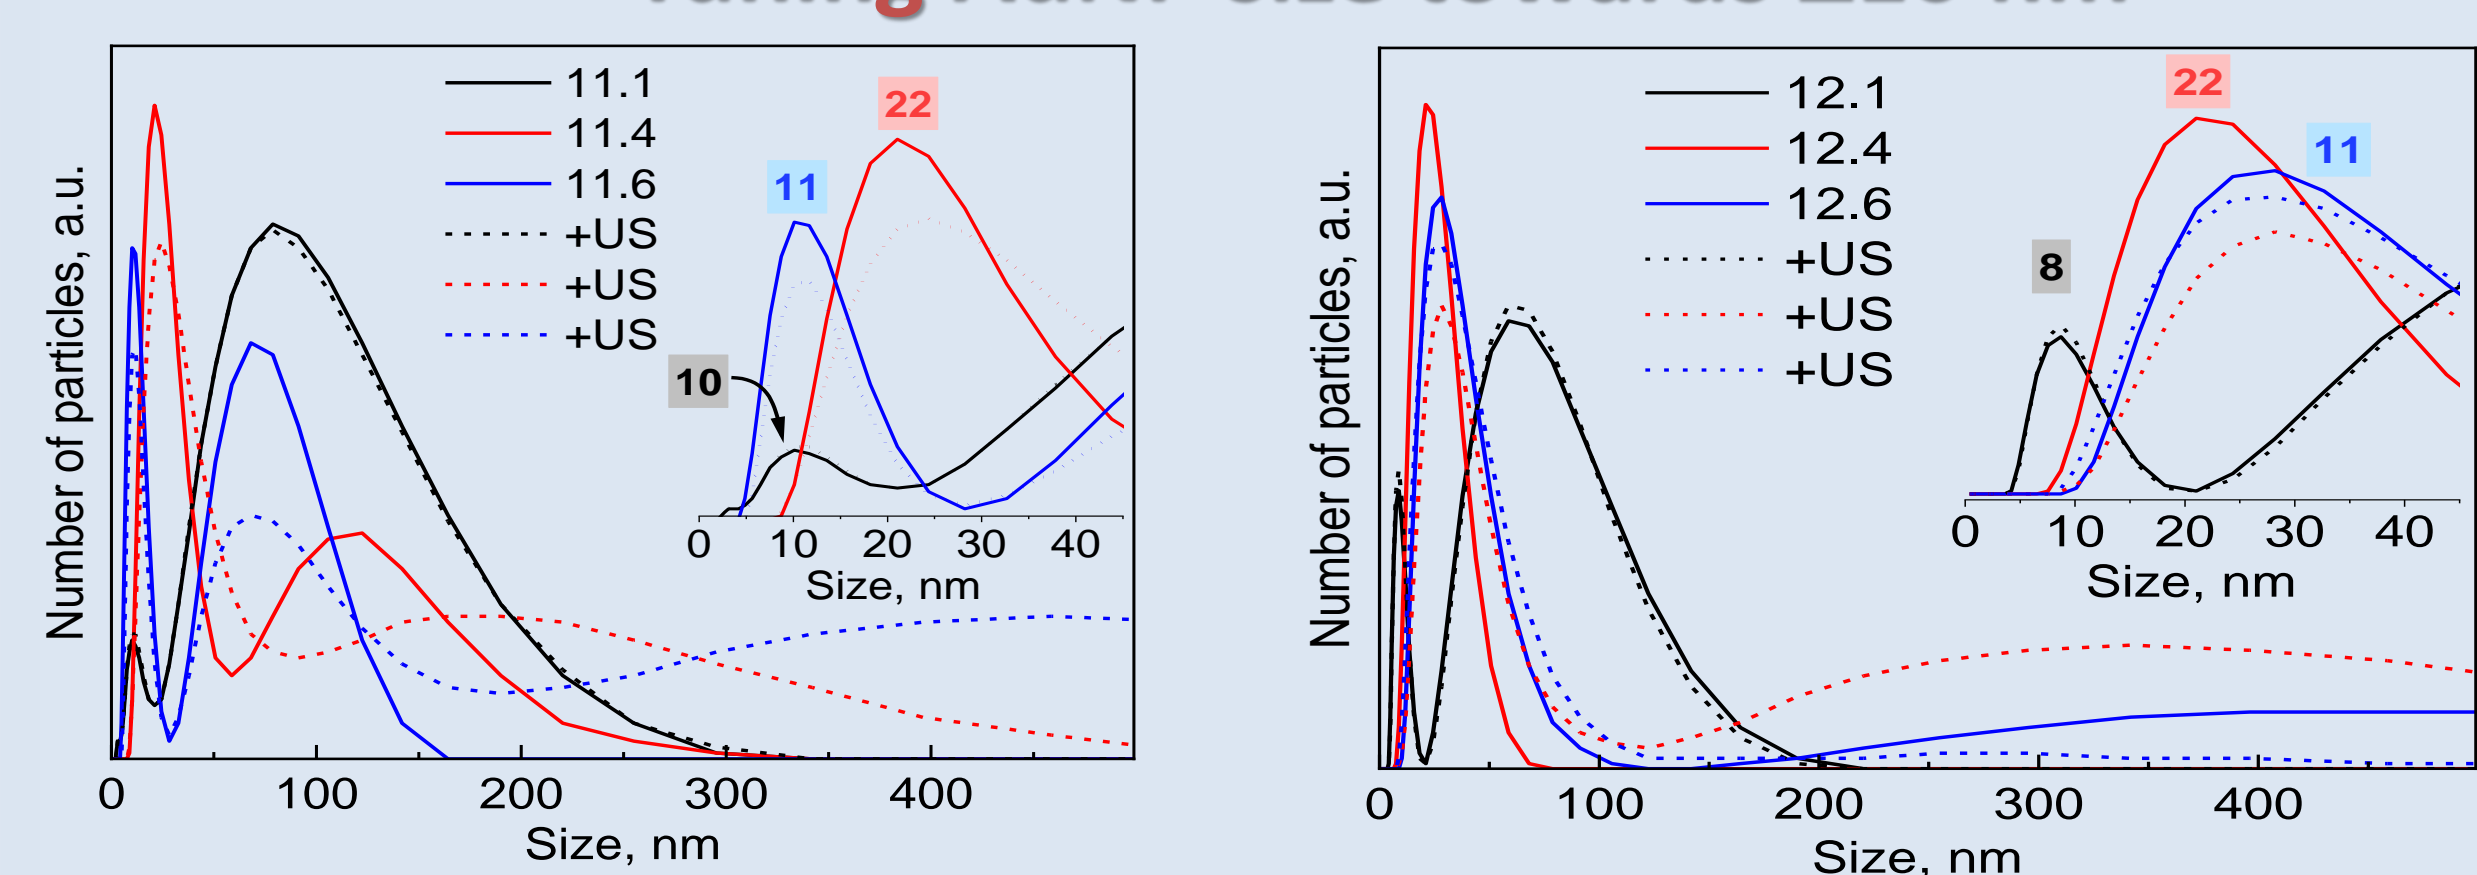 11.1
11.4
11.6
+US
+US
+US
22
11
10
0 10 20 30 40
Size, nm
Number of particles, a.u.
0 100 200 300 400
Size, nm
12.1
12.4
12.6
+US
+US
+US
22
11
8
0 10 20 30 40
Size, nm
Number of particles, a.u.
0 100 200 300 400
Size, nm